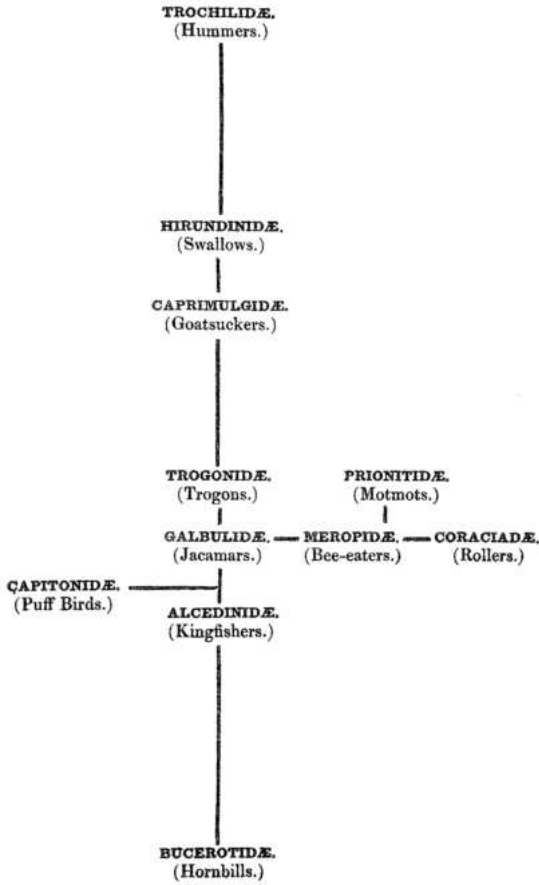 TROCHILIDÆ.
(Hummers.)
HIRUNDINIDÆ.
(Swallows.)
CAPRIMULGIDÆ.
(Goatsuckers.)
TROGONIDÆ.
(Trogons.)
PRIONITIDÆ.
(Motmots.)
GALBULIDÆ.
(Jacamars.)
MEROPIDÆ.
(Bee-eaters.)
CORACIADÆ.
(Rollers.)
CAPITONIDÆ.
(Puff Birds.)
ALCEDINIDÆ.
(Kingfishers.)
BUCEROTIDÆ.
(Hornbills.)